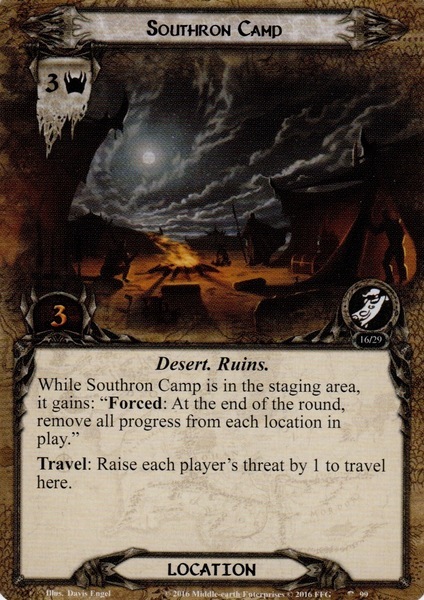 Southron Camp
3
3
16/29
Desert. Ruins.
While Southron Camp is in the staging area,
it gains: “Forced: At the end of the round,
remove all progress from each location in
play.”
Travel: Raise each player’s threat by 1 to travel
here.
LOCATION
Illus. Davis Engel © 2016 Middle-earth Enterprises © 2016 FFG 99